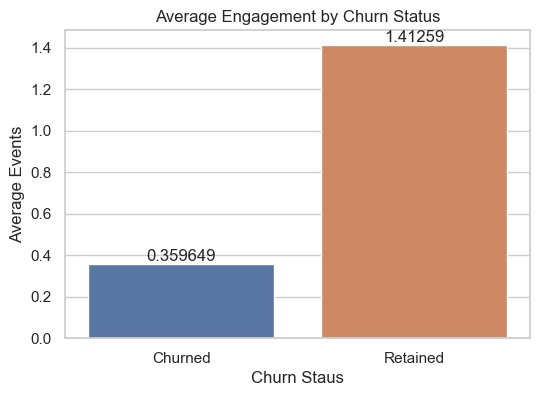 Average Engagement by Churn Status
1.4
1.2
1.0
0.8
0.6
0.4
0.2
0.0
Average Events
0.359649
1.41259
Churned
Retained
Churn Staus